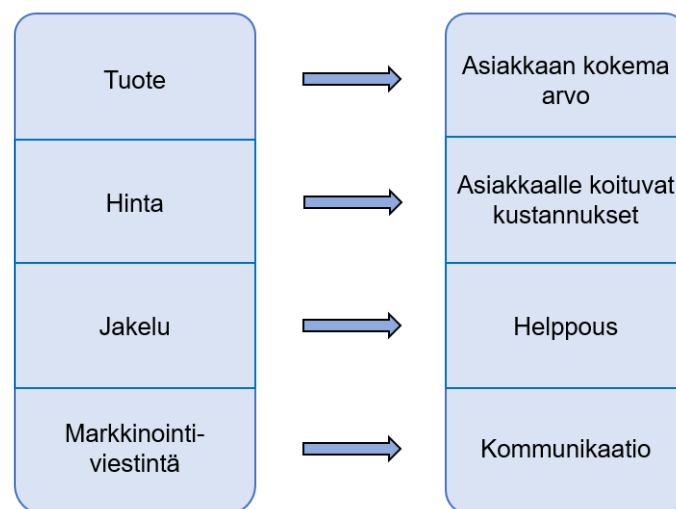 Tuote
Asiakkaan kokema
arvo
Hinta
Asiakkaalle koituvat
kustannukset
Jakelu
Helppous
Markkinointi-
viestintä
Kommunikaatio